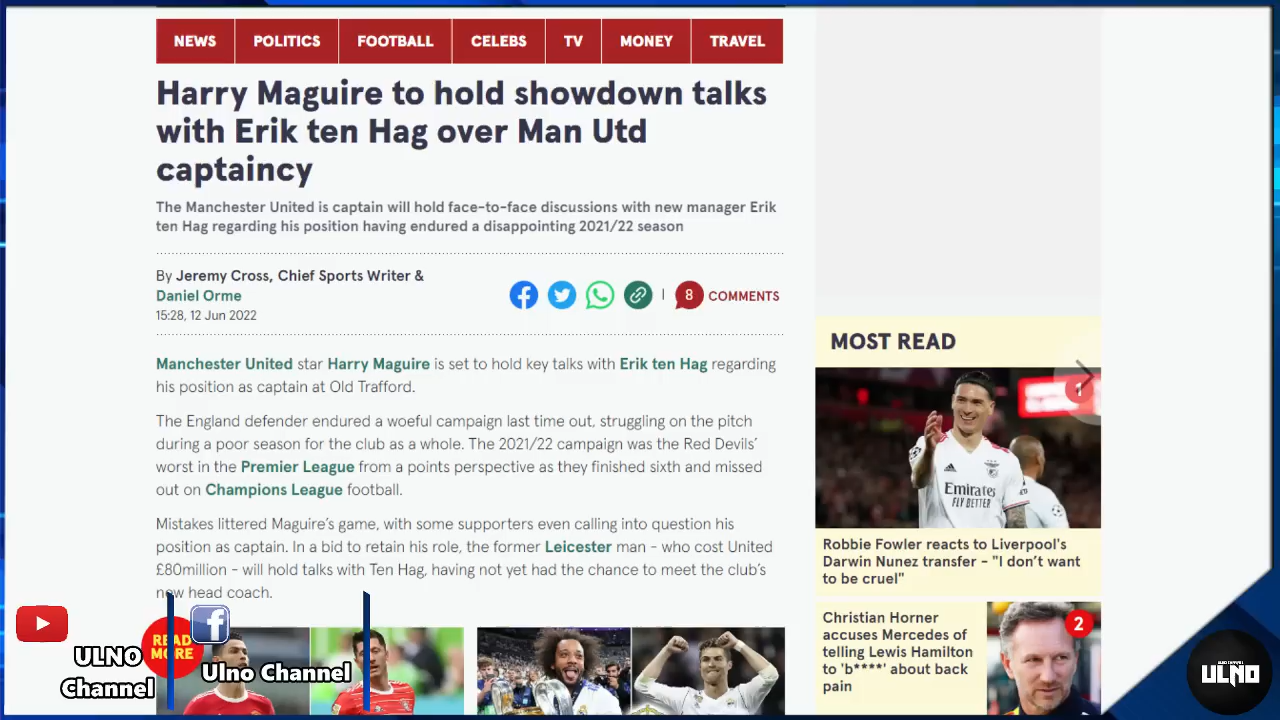 NEWS POLITICS FOOTBALL CELEBS TV MONEY TRAVEL
Harry Maguire to hold showdown talks
with Erik ten Hag over Man Utd
captaincy
The Manchester United is captain will hold face-to-face discussions with new manager Erik
ten Hag regarding his position having endured a disappointing 2021/22 season
By Jeremy Cross, Chief Sports Writer &
Daniel Orme
15:28, 12 Jun 2022
8 COMMENTS
Manchester United star Harry Maguire is set to hold key talks with Erik ten Hag regarding
his position as captain at Old Trafford.
The England defender endured a woeful campaign last time out, struggling on the pitch
during a poor season for the club as a whole. The 2021/22 campaign was the Red Devils'
worst in the Premier League from a points perspective as they finished sixth and missed
out on Champions League football.
Mistakes littered Maguire's game, with some supporters even calling into question his
position as captain. In a bid to retain his role, the former Leicester man - who cost United
£80million - will hold talks with Ten Hag, having not yet had the chance to meet the club's
new head coach.
READ
MORE
ULNO
Channel
Ulno Channel
MOST READ
1
Emirates
FLY BETTER
Robbie Fowler reacts to Liverpool's
Darwin Nunez transfer - "I don't want
to be cruel"
Christian Horner
accuses Mercedes of
telling Lewis Hamilton
to 'b****' about back
pain
2
ULNO